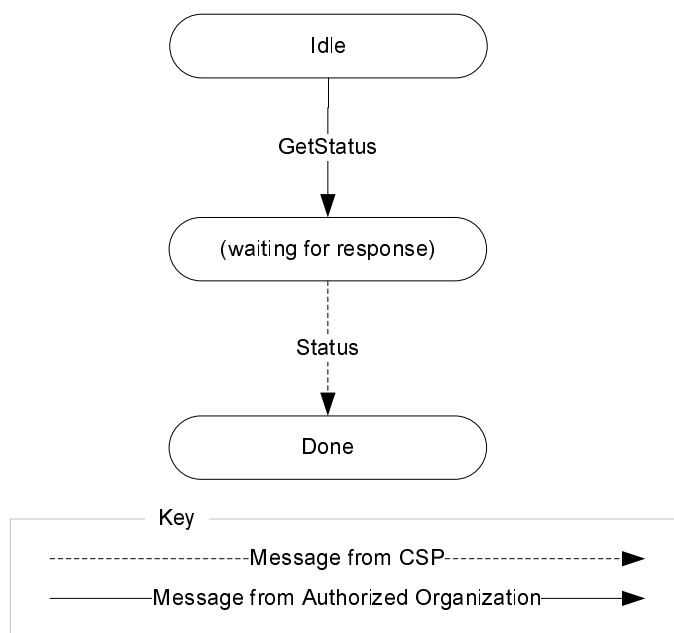 Idle
GetStatus
(waiting for response)
Status
Done
Key
Message from CSP
Message from Authorized Organization